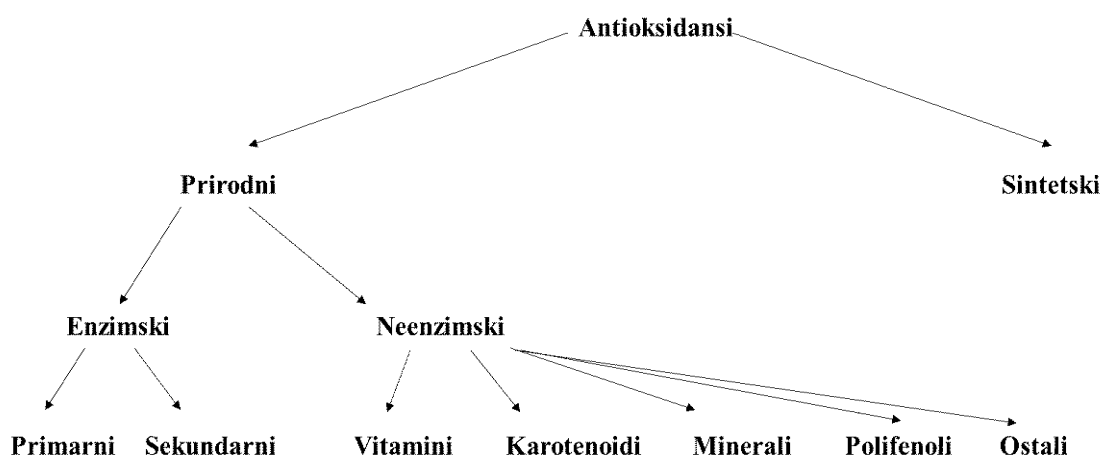 Antioksidansi
Prirodni Sintetski
Enzimski Neenzimski
Primarni Sekundarni Vitamini Karotenoidi Minerali Polifenoli Ostali